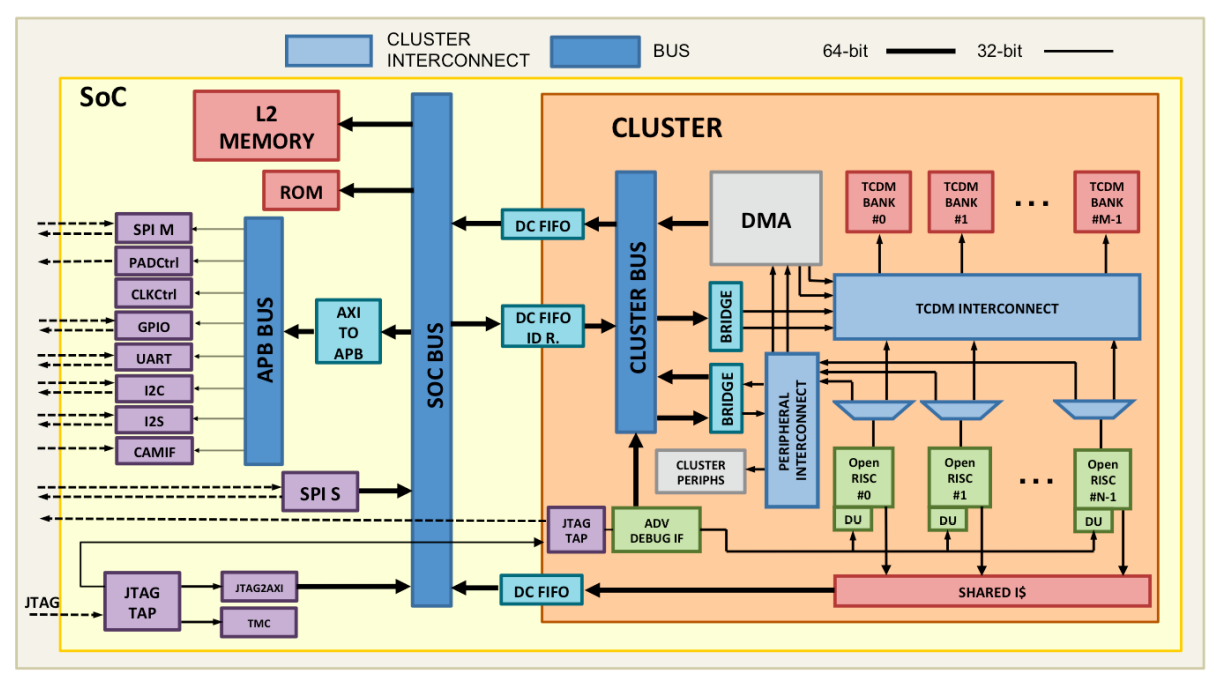 CLUSTER
INTERCONNECT
BUS
64-bit
32-bit
SoC
L2
MEMORY
ROM
SPI M
PADCtrl
CLKCtrl
GPIO
UART
I2C
I2S
CAMIF
APB BUS
AXI
TO
APB
SOC BUS
SPI S
JTAG
JTAG
TAP
JTAG2AXI
TMC
CLUSTER
DC FIFO
DC FIFO
ID R.
DC FIFO
CLUSTER BUS
DMA
BRIDGE
BRIDGE
PERIPHERAL
INTERCONNECT
CLUSTER
PERIPHS
JTAG
TAP
ADV
DEBUG IF
TCDM
BANK
#0
TCDM
BANK
#1
...
TCDM
BANK
#M-1
TCDM INTERCONNECT
Open
RISC
#0
DU
Open
RISC
#1
DU
...
Open
RISC
#N-1
DU
SHARED I$